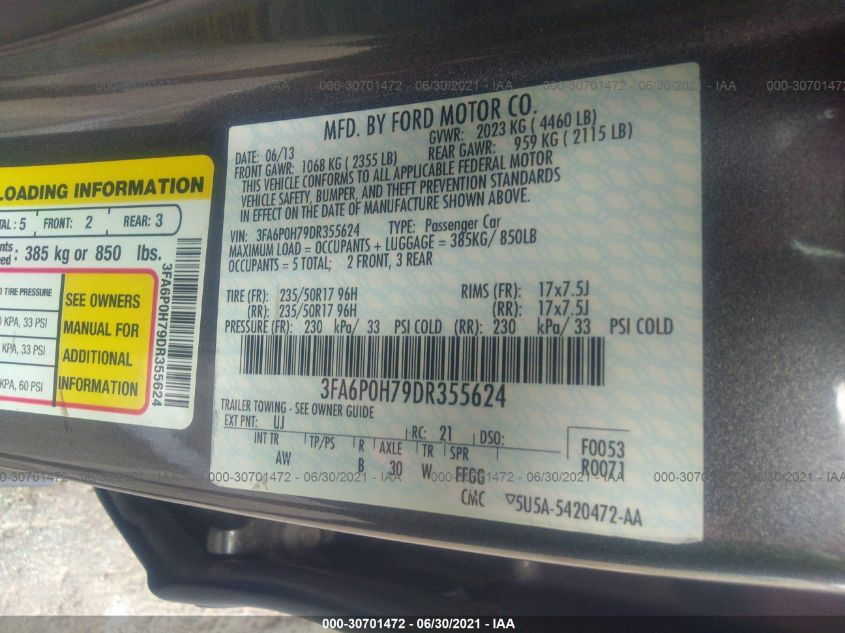 000-30701472 - 06/30/2021 - IAA
MFD. BY FORD MOTOR CO.
DATE: 06/13 GVWR: 2023 KG ( 4460 LB)
FRONT GAWR: 1068 KG ( 2355 LB) REAR GAWR: 959 KG ( 2115 LB)
THIS VEHICLE CONFORMS TO ALL APPLICABLE FEDERAL MOTOR
VEHICLE SAFETY, BUMPER, AND THEFT PREVENTION STANDARDS
IN EFFECT ON THE DATE OF MANUFACTURE SHOWN ABOVE.
VIN: 3FA6P0H79DR355624 TYPE: Passenger Car
MAXIMUM LOAD = OCCUPANTS + LUGGAGE = 385KG/ 850LB
OCCUPANTS = 5 TOTAL; 2 FRONT, 3 REAR
TIRE (FR): 235/50R17 96H RIMS (FR): 17x7.5J
(RR): 235/50R17 96H (RR): 17x7.5J
PRESSURE (FR): 230 kPa/ 33 PSI COLD (RR): 230 kPa/ 33 PSI COLD
3FA6P0H79DR355624
TRAILER TOWING - SEE OWNER GUIDE
EXT PNT: UJ RC: 21 DSO: F0053
INT TR TP/PS R AXLE TR SPR R0071
AW B 30 W FFGG
CMC 5U5A-5420472-AA
LOADING INFORMATION
TAL : 5 FRONT: 2 REAR: 3
385 kg or 850 lbs.
TIRE PRESSURE
KPA, 33 PSI
KPA, 33 PSI
KPA, 60 PSI
SEE OWNERS
MANUAL FOR
ADDITIONAL
INFORMATION
3FA6P0H79DR355624
000-30701472 - 06/30/2021 - IAA